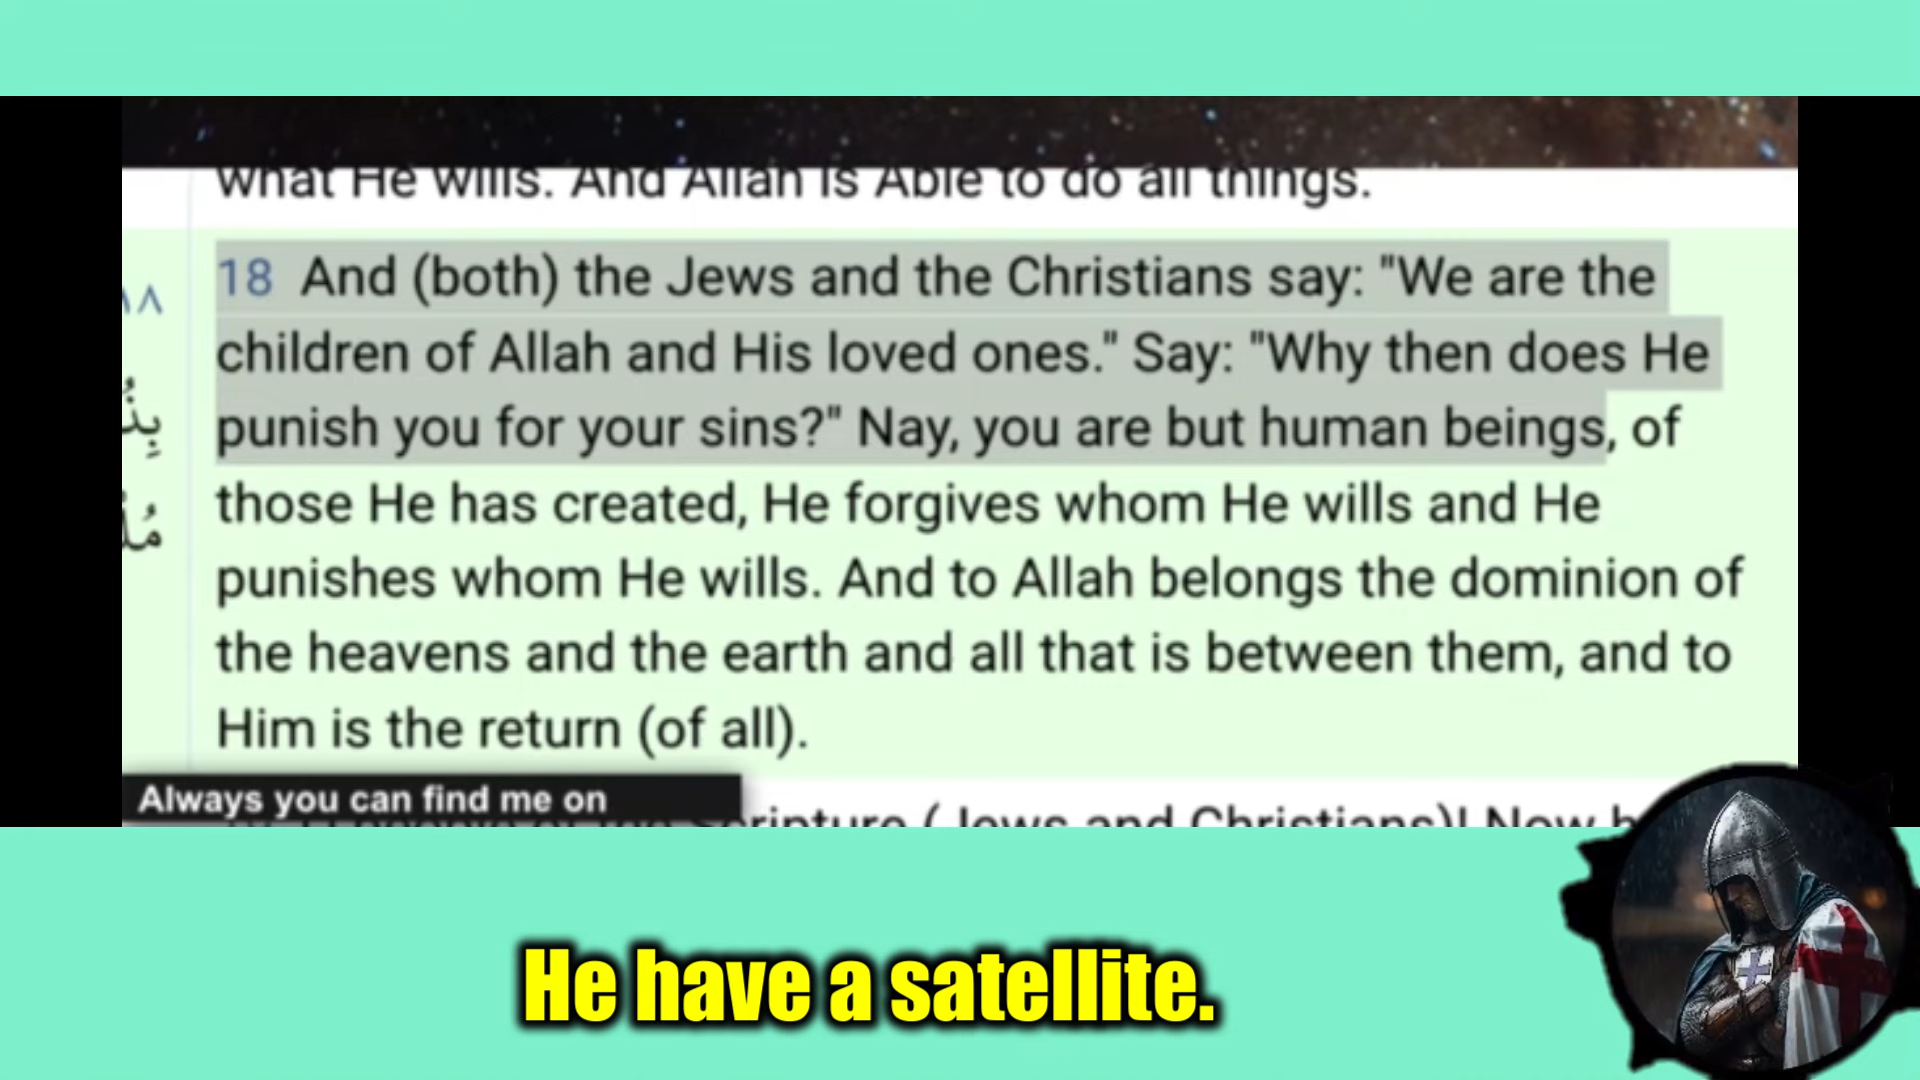 what He wills. And Allah is Able to do all things.
18 And (both) the Jews and the Christians say: "We are the
children of Allah and His loved ones." Say: "Why then does He
punish you for your sins?" Nay, you are but human beings, of
those He has created, He forgives whom He wills and He
punishes whom He wills. And to Allah belongs the dominion of
the heavens and the earth and all that is between them, and to
Him is the return (of all).
Always you can find me on
Scripture (Jews and Christians)! Now
He have a satellite.